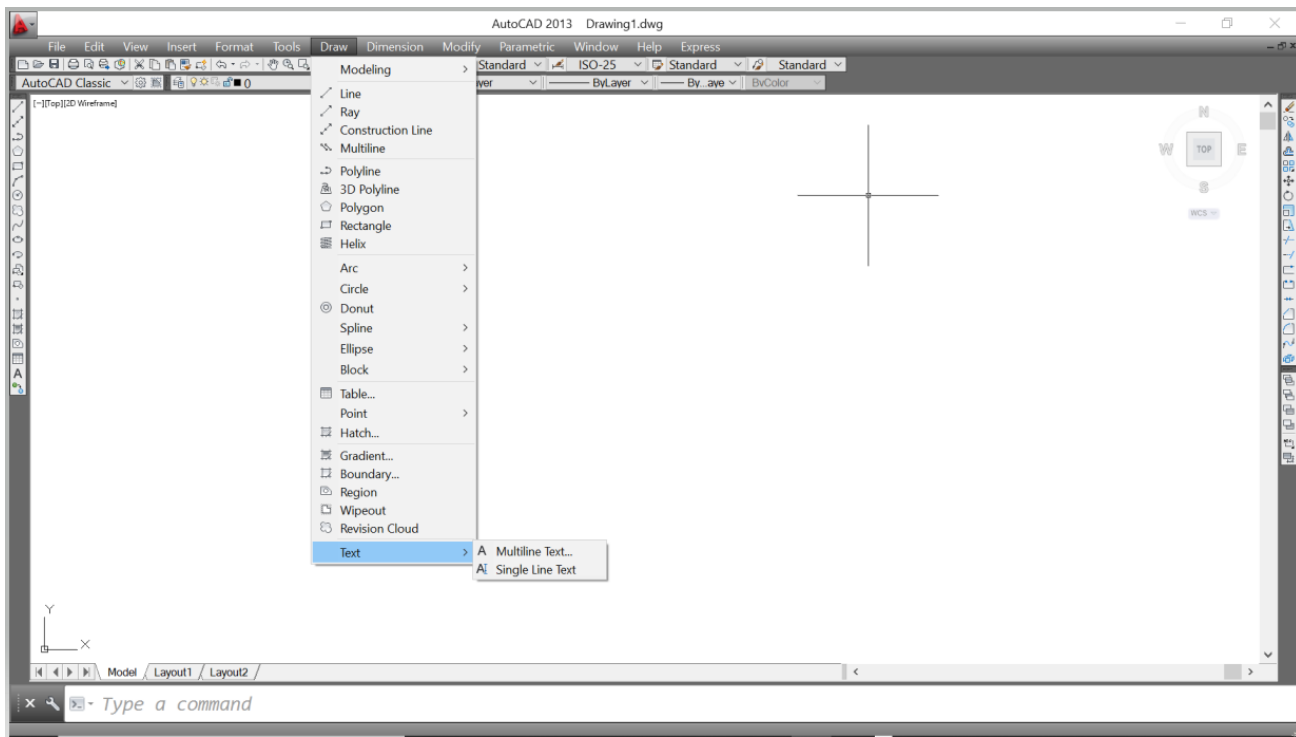 AutoCAD 2013 Drawing1.dwg
File Edit View Insert Format Tools Draw Dimension Modify Parametric Window Help Express
Standard ISO-25 Standard Standard
AutoCAD Classic 0 yer ByLayer By...aye ByColor
[−][Top][2D Wireframe]
Modeling
Line
Ray
Construction Line
Multiline
Polyline
3D Polyline
Polygon
Rectangle
Helix
Arc
Circle
Donut
Spline
Ellipse
Block
Table...
Point
Hatch...
Gradient...
Boundary...
Region
Wipeout
Revision Cloud
Text
A Multiline Text...
AI Single Line Text
N
W TOP E
S
WCS
A
Y
X
Model Layout1 Layout2
Type a command